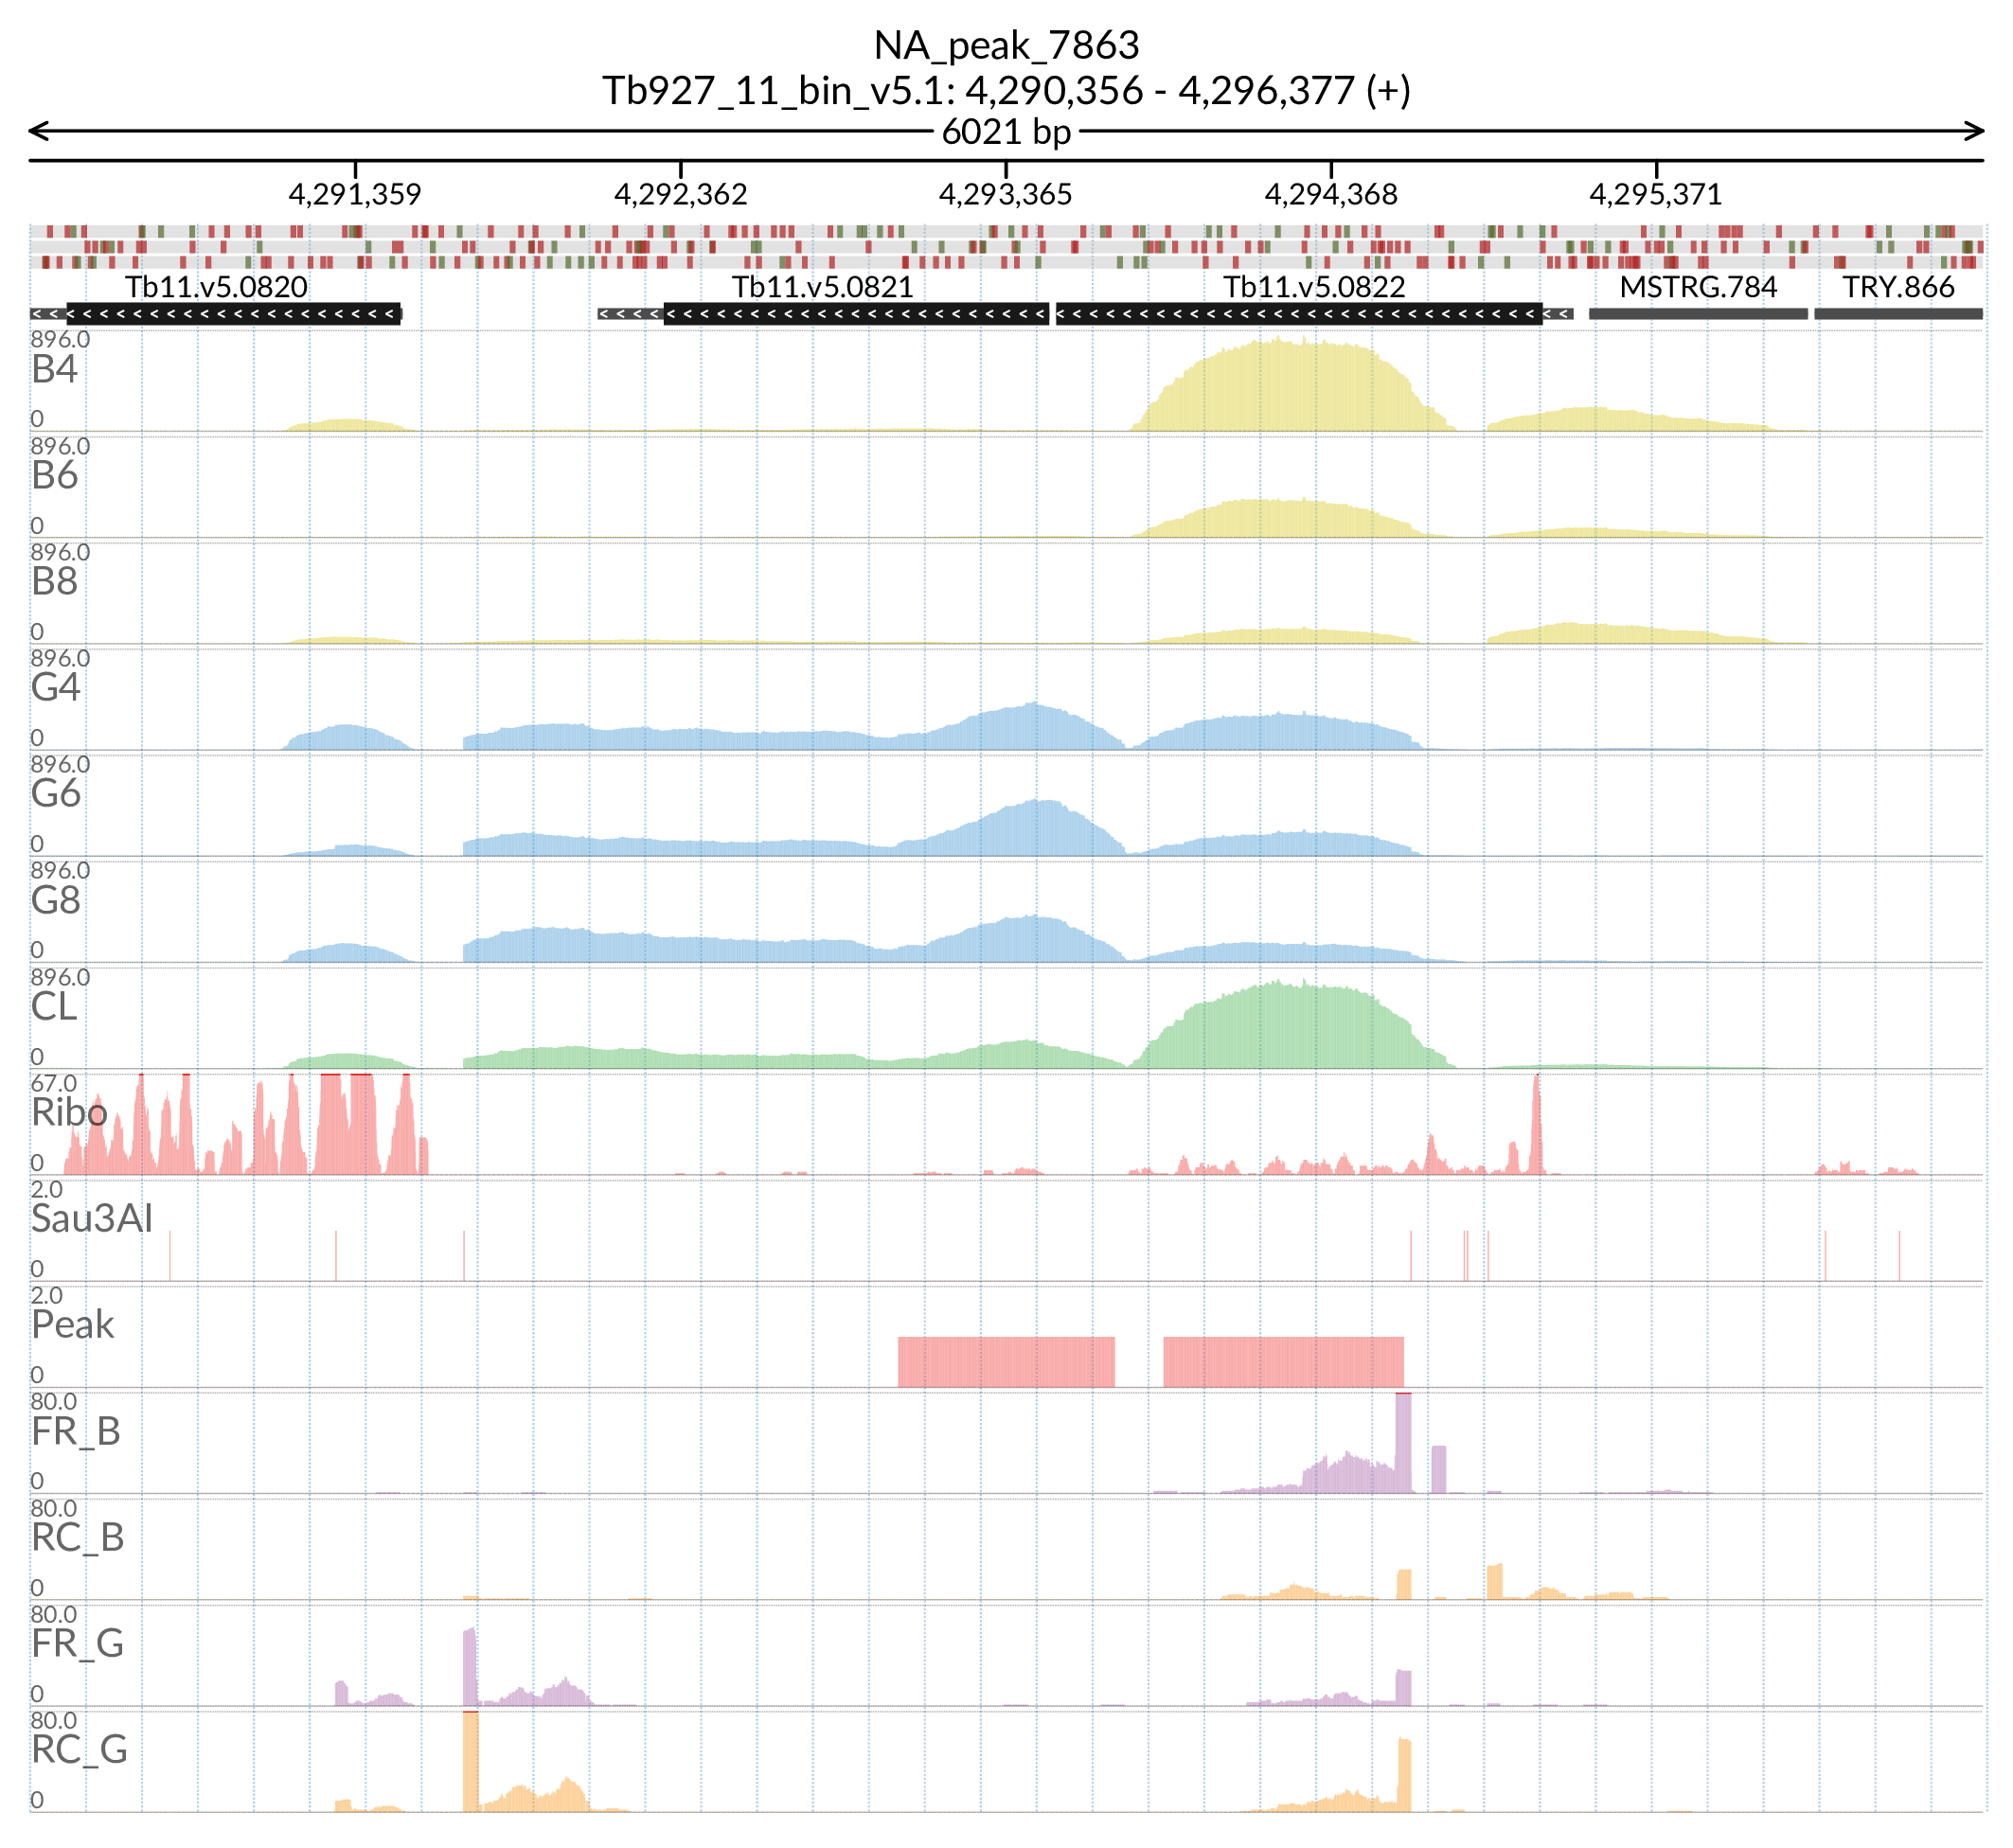 NA_peak_7863
Tb927_11_bin_v5.1: 4,290,356 - 4,296,377 (+)
6021 bp
4,291,359 4,292,362 4,293,365 4,294,368 4,295,371
Tb11.v5.0820 Tb11.v5.0821 Tb11.v5.0822 MSTRG.784 TRY.866
896.0
B4
0
896.0
B6
0
896.0
B8
0
896.0
G4
0
896.0
G6
0
896.0
G8
0
896.0
CL
0
67.0
Ribo
0
2.0
Sau3AI
0
2.0
Peak
0
80.0
FR_B
0
80.0
RC_B
0
80.0
FR_G
0
80.0
RC_G
0